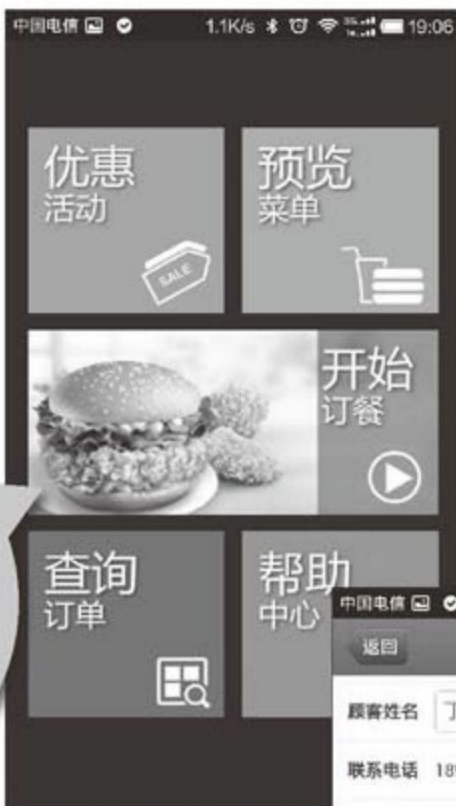 中国电信
1.1K/s
3G
19:06
优惠
活动
SALE
预览
菜单
开始
订餐
查询
订单
帮助
中心
中国电信
返回
顾客姓名
联系电话 18